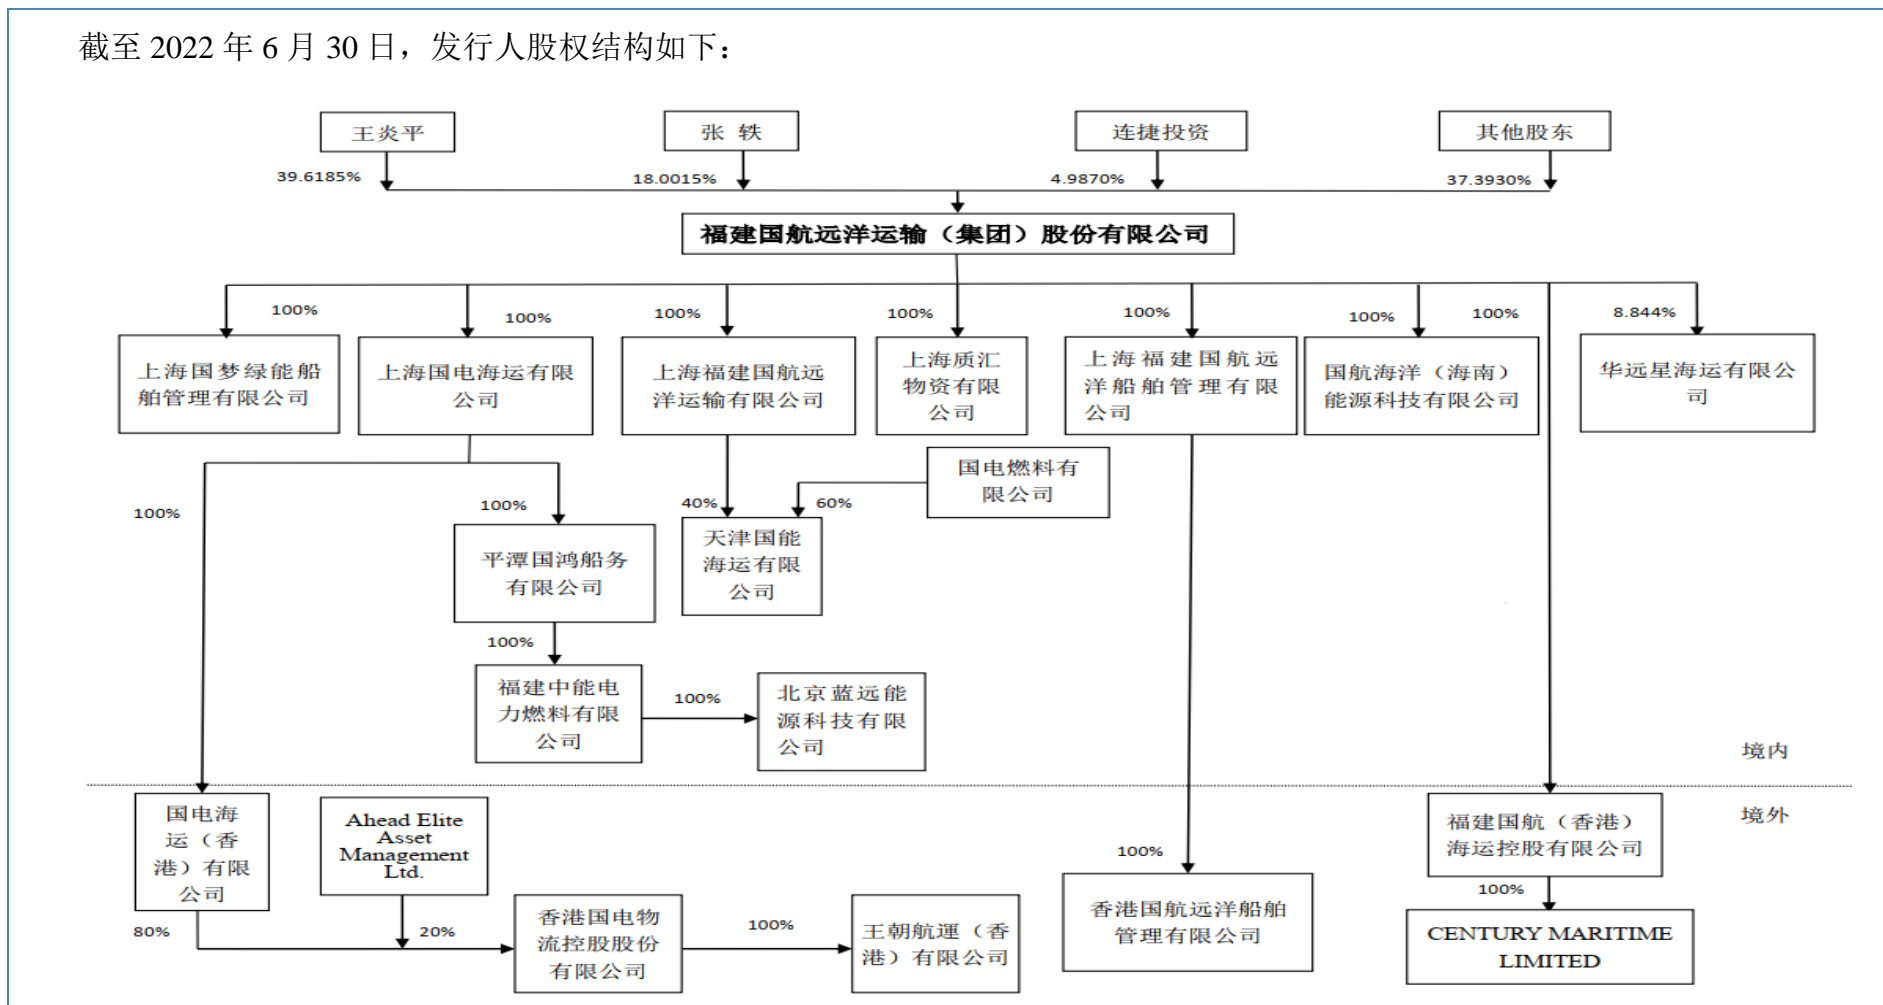 截至 2022 年 6 月 30 日，发行人股权结构如下：
王炎平
张 轶
连捷投资
其他股东
39.6185%
18.0015%
4.9870%
37.3930%
福建国航远洋运输（集团）股份有限公司
100%
100%
100%
100%
100%
100%
100%
8.844%
上海国梦绿能船
舶管理有限公司
上海国电海运有限
公司
上海福建国航远
洋运输有限公司
上海质汇
物资有限
公司
上海福建国航远
洋船舶管理有限
公司
国航海洋（海南）
能源科技有限公司
华远星海运有限公
司
国电燃料有
限公司
100%
100%
40%
60%
平潭国鸿船务
有限公司
天津国能
海运有限
公司
100%
福建中能电
力燃料有限
公司
100%
北京蓝远能
源科技有限
公司
境内
境外
国电海
运（香
港）有限
公司
Ahead Elite
Asset
Management
Ltd.
福建国航（香港）
海运控股有限公司
100%
100%
80%
20%
香港国电物
流控股股份
有限公司
100%
王朝航運（香
港）有限公司
香港国航远洋船舶
管理有限公司
CENTURY MARITIME
LIMITED